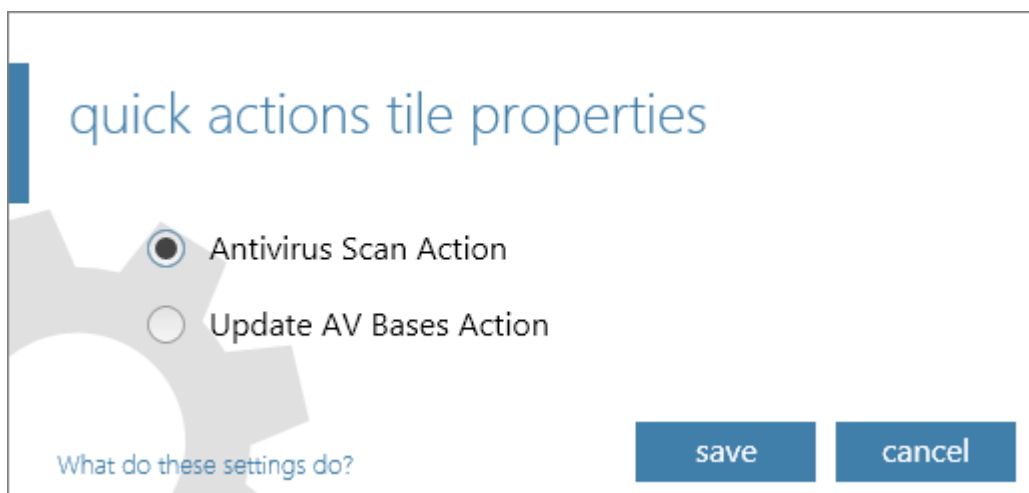 quick actions tile properties
Antivirus Scan Action
Update AV Bases Action
What do these settings do?
save
cancel